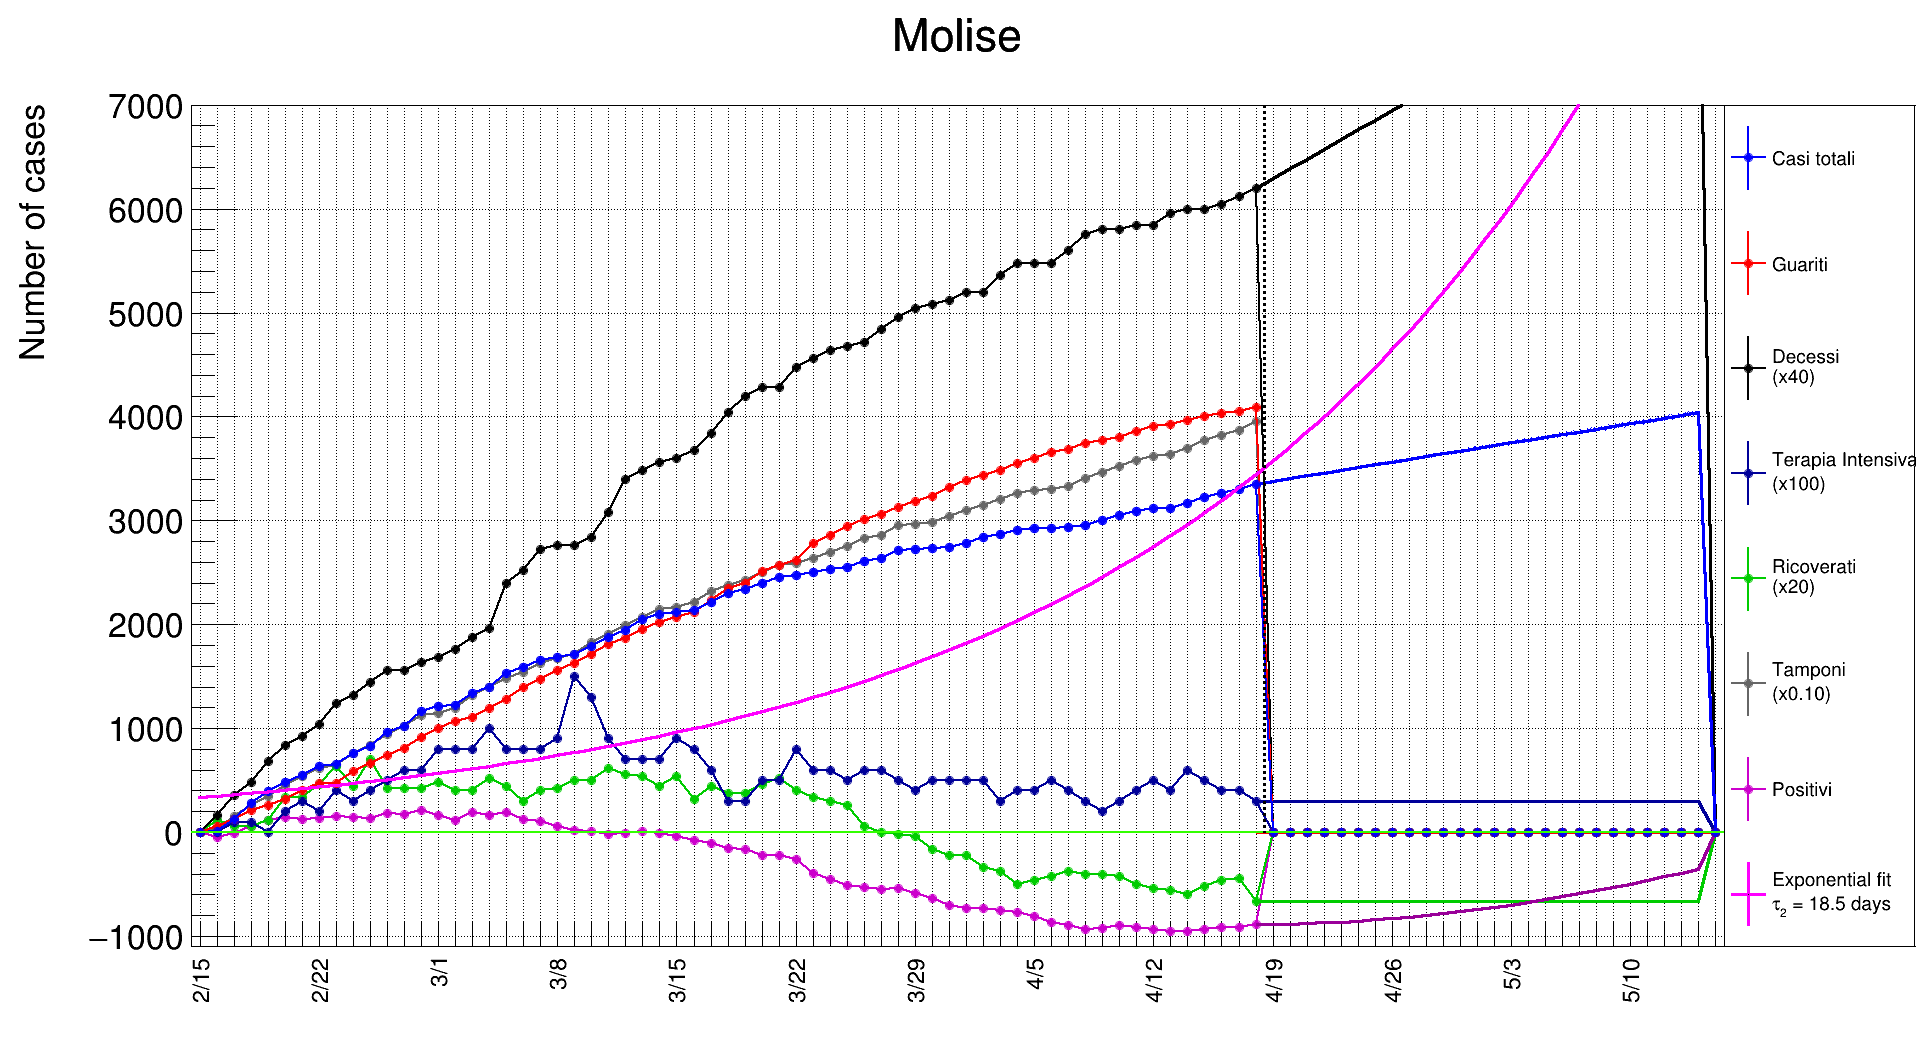 Molise
Number of cases
7000
6000
5000
4000
3000
2000
1000
0
−1000
2/15
2/22
3/1
3/8
3/15
3/22
3/29
4/5
4/12
4/19
4/26
5/3
5/10
Casi totali
Guariti
Decessi
(x40)
Terapia Intensiva
(x100)
Ricoverati
(x20)
Tamponi
(x0.10)
Positivi
Exponential fit
τ2 = 18.5 days